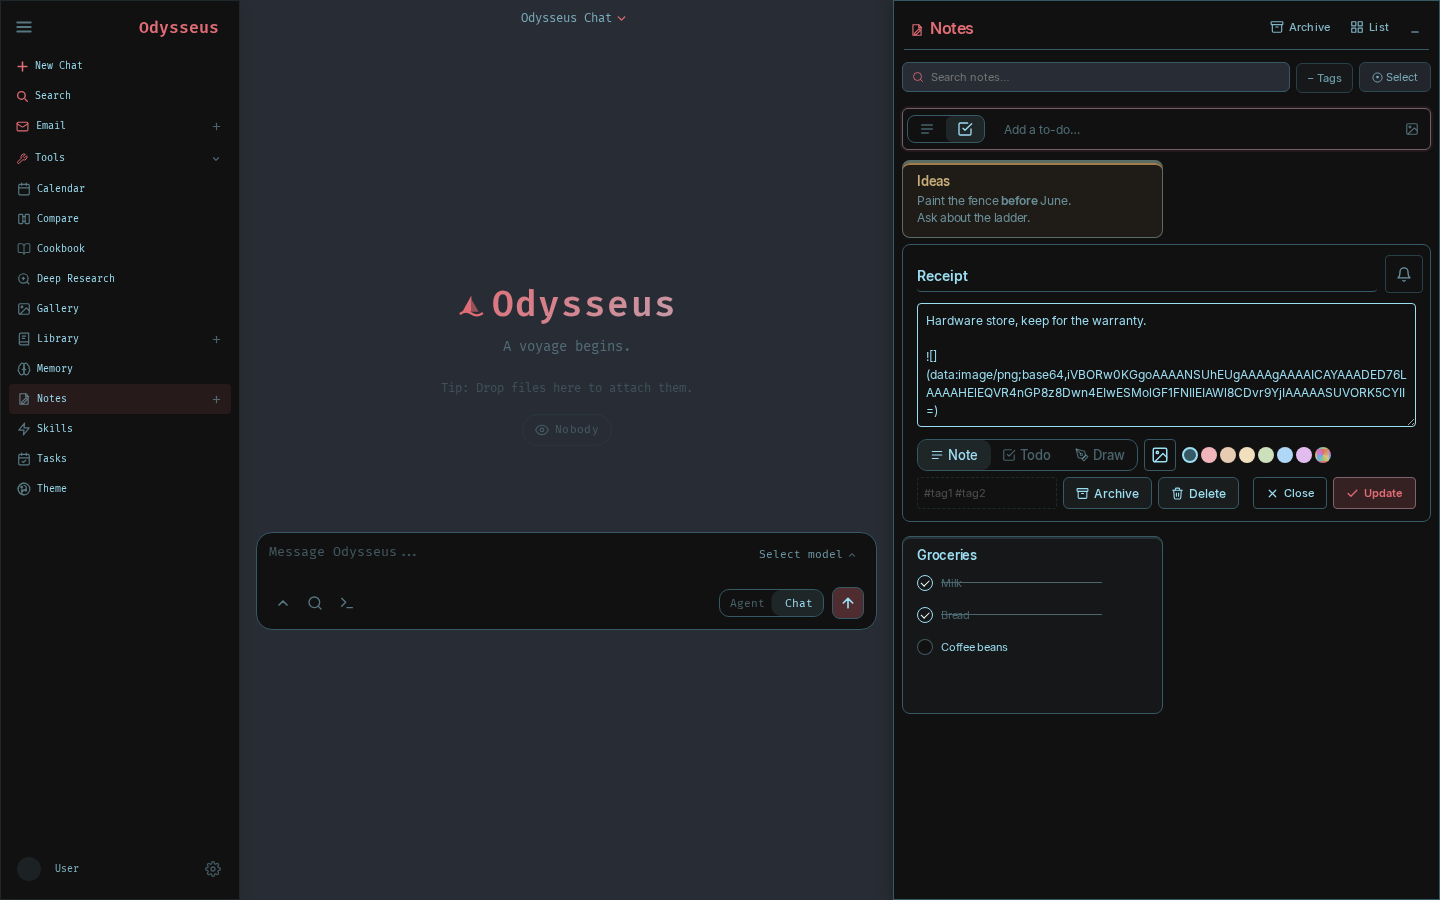 Odysseus
New Chat
Search
Email
Tools
Calendar
Compare
Cookbook
Deep Research
Gallery
Library
Memory
Notes
Skills
Tasks
Theme
User
Odysseus Chat
Odysseus
A voyage begins.
Tip: Drop files here to attach them.
Nobody
Message Odysseus...
Select model
Agent
Chat
Notes
Archive
List
Search notes...
– Tags
Select
Add a to-do...
Ideas
Paint the fence before June.
Ask about the ladder.
Receipt
Hardware store, keep for the warranty.
![]
(data:image/png;base64,iVBORw0KGgoAAAANSUhEUgAAAAgAAAAICAYAAADED76L
AAAAHElEQVR4nGP8z8Dwn4EIwESMolGF1FNIlEIAWI8CDvr9YjIAAAAASUVORK5CYII
=)
Note
Todo
Draw
#tag1 #tag2
Archive
Delete
Close
Update
Groceries
Milk
Bread
Coffee beans